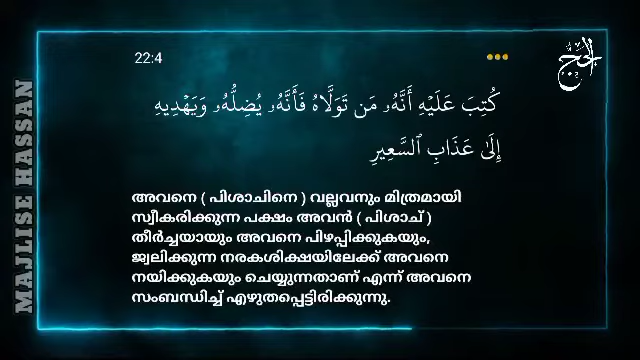 22:4
الحج
كُتِبَ عَلَيْهِ أَنَّهُۥ مَن تَوَلَّاهُ فَأَنَّهُۥ يُضِلُّهُۥ وَيَهْدِيهِ
إِلَىٰ عَذَابِ ٱلسَّعِيرِ
അവനെ ( പിശാചിനെ ) വല്ലവനും മിത്രമായി
സ്വീകരിക്കുന്ന പക്ഷം അവൻ ( പിശാച് )
തീർച്ചയായും അവനെ പിഴപ്പിക്കുകയും,
ജ്വലിക്കുന്ന നരകശിക്ഷയിലേക്ക് അവനെ
നയിക്കുകയും ചെയ്യുന്നതാണ് എന്ന് അവനെ
സംബന്ധിച്ച് എഴുതപ്പെട്ടിരിക്കുന്നു.
MAJLISE HASSAN